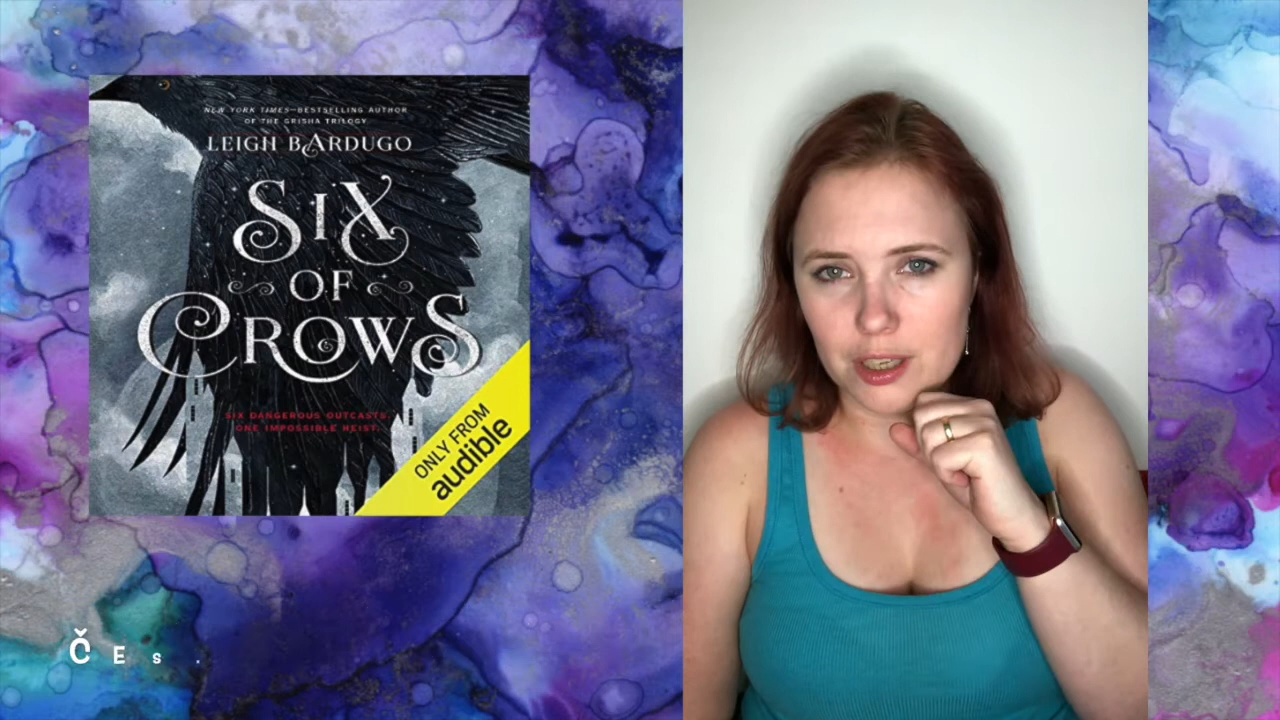 NEW YORK TIMES—BESTSELLING AUTHOR
OF THE GRISHA TRILOGY
LEIGH BARDUGO
SIX
OF
CROWS
SIX DANGEROUS OUTCASTS.
ONE IMPOSSIBLE HEIST.
ONLY FROM
audible
Čes.